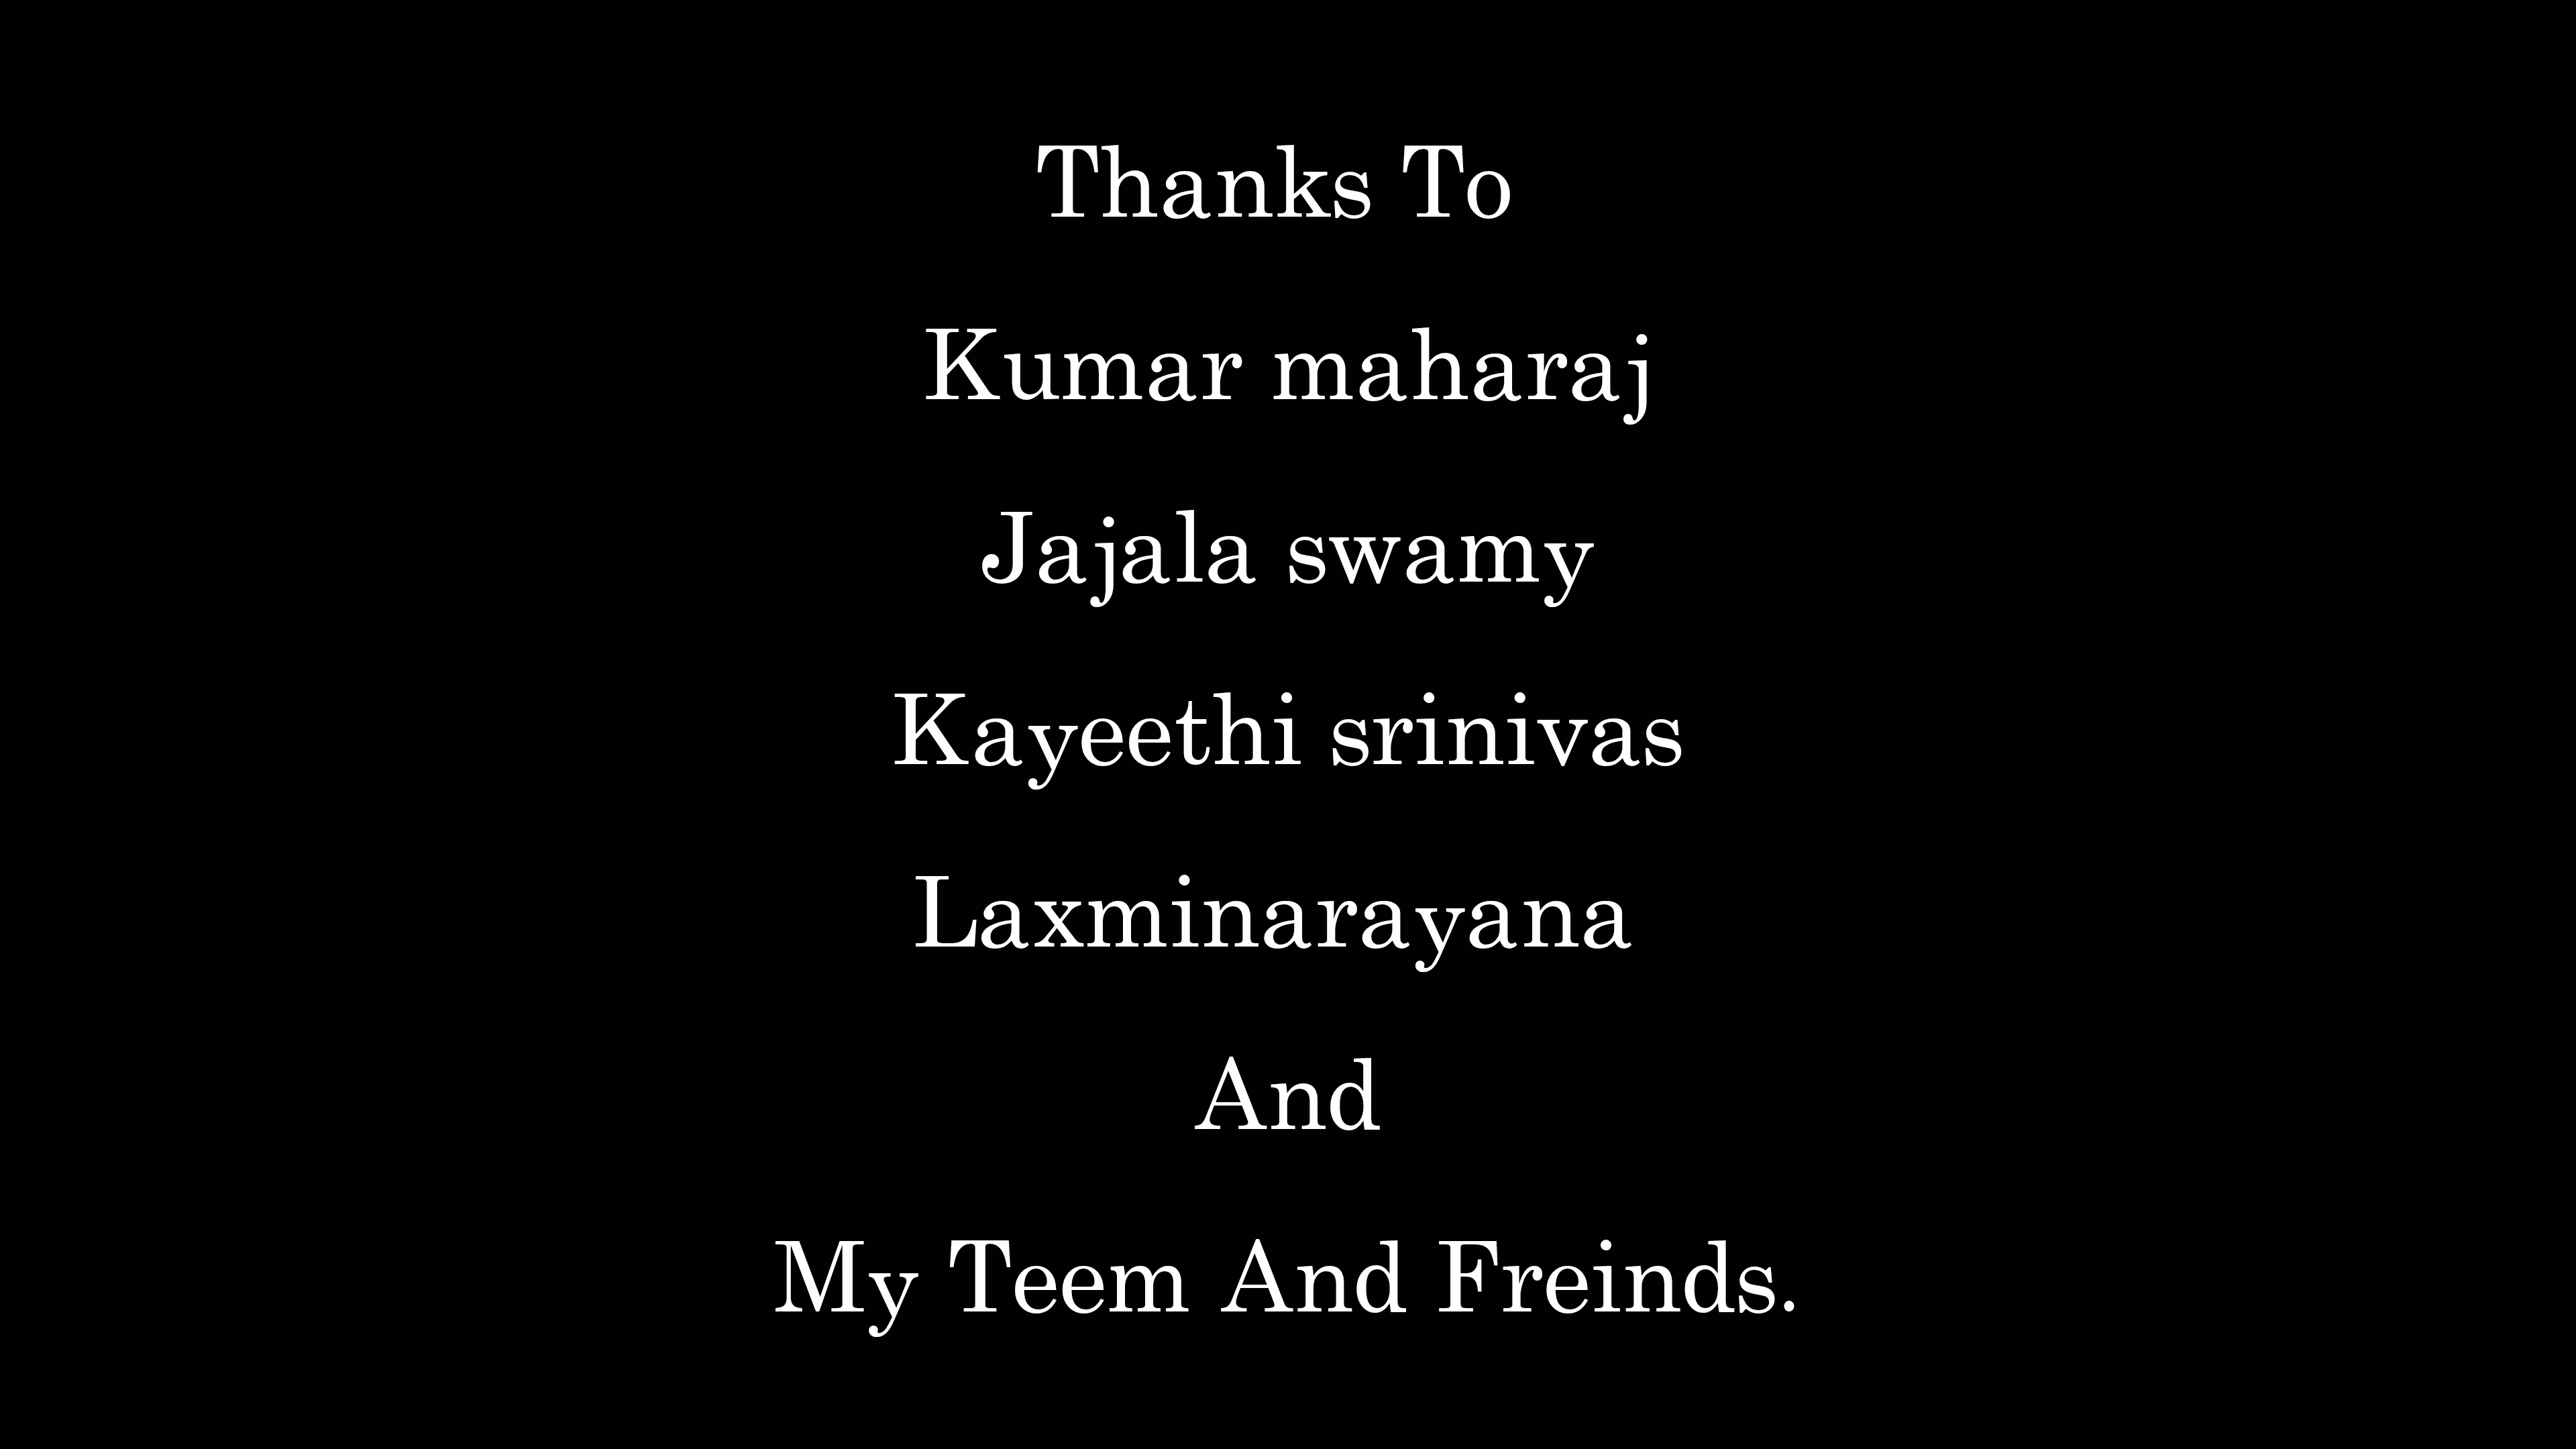 Thanks To
Kumar maharaj
Jajala swamy
Kayeethi srinivas
Laxminarayana
And
My Teem And Freinds.